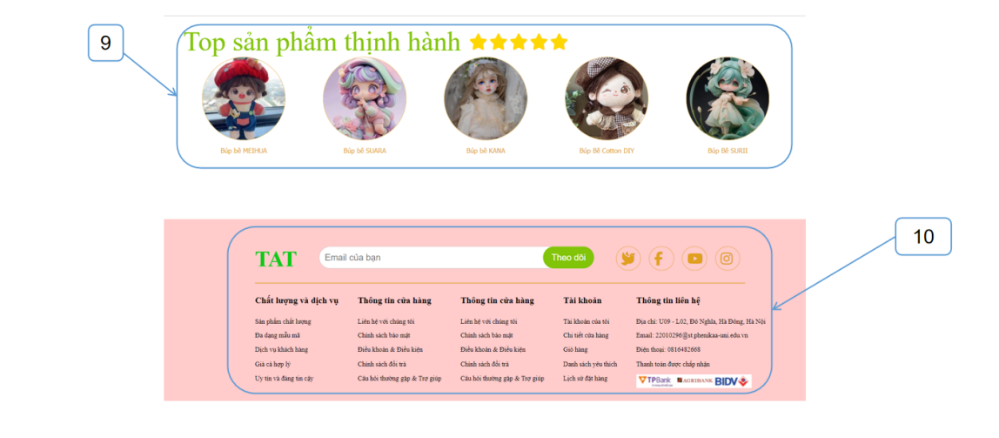 9
Top sản phẩm thịnh hành
Búp bê MEIHUA
Búp bê SUARA
Búp bê KANA
Búp Bê Cotton DIY
Búp Bê SURII
10
TAT
Email của bạn
Theo dõi
Chất lượng và dịch vụ
Sản phẩm chất lượng
Đa dạng mẫu mã
Dịch vụ khách hàng
Giá cả hợp lý
Uy tín và đáng tin cậy
Thông tin cửa hàng
Liên hệ với chúng tôi
Chính sách bảo mật
Điều khoản & Điều kiện
Chính sách đổi trả
Câu hỏi thường gặp & Trợ giúp
Thông tin cửa hàng
Liên hệ với chúng tôi
Chính sách bảo mật
Điều khoản & Điều kiện
Chính sách đổi trả
Câu hỏi thường gặp & Trợ giúp
Tài khoản
Tài khoản của tôi
Chi tiết cửa hàng
Giỏ hàng
Danh sách yêu thích
Lịch sử đặt hàng
Thông tin liên hệ
Địa chỉ: U09 - L02, Đô Nghĩa, Hà Đông, Hà Nội
Email: 22010296@st.phenikaa-uni.edu.vn
Điện thoại: 0816482668
Thanh toán được chấp nhận
TPBank AGRIBANK BIDV